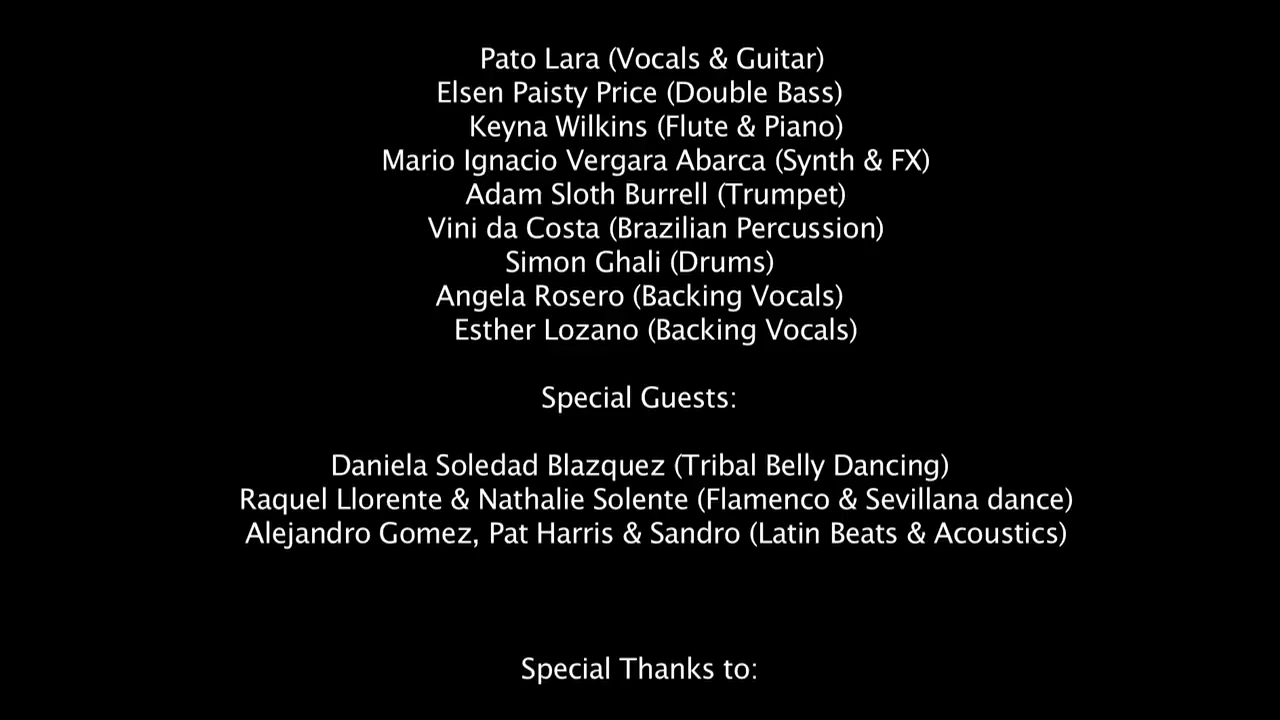 Pato Lara (Vocals & Guitar)
Elsen Paisty Price (Double Bass)
Keyna Wilkins (Flute & Piano)
Mario Ignacio Vergara Abarca (Synth & FX)
Adam Sloth Burrell (Trumpet)
Vini da Costa (Brazilian Percussion)
Simon Ghali (Drums)
Angela Rosero (Backing Vocals)
Esther Lozano (Backing Vocals)
Special Guests:
Daniela Soledad Blazquez (Tribal Belly Dancing)
Raquel Llorente & Nathalie Solente (Flamenco & Sevillana dance)
Alejandro Gomez, Pat Harris & Sandro (Latin Beats & Acoustics)
Special Thanks to: